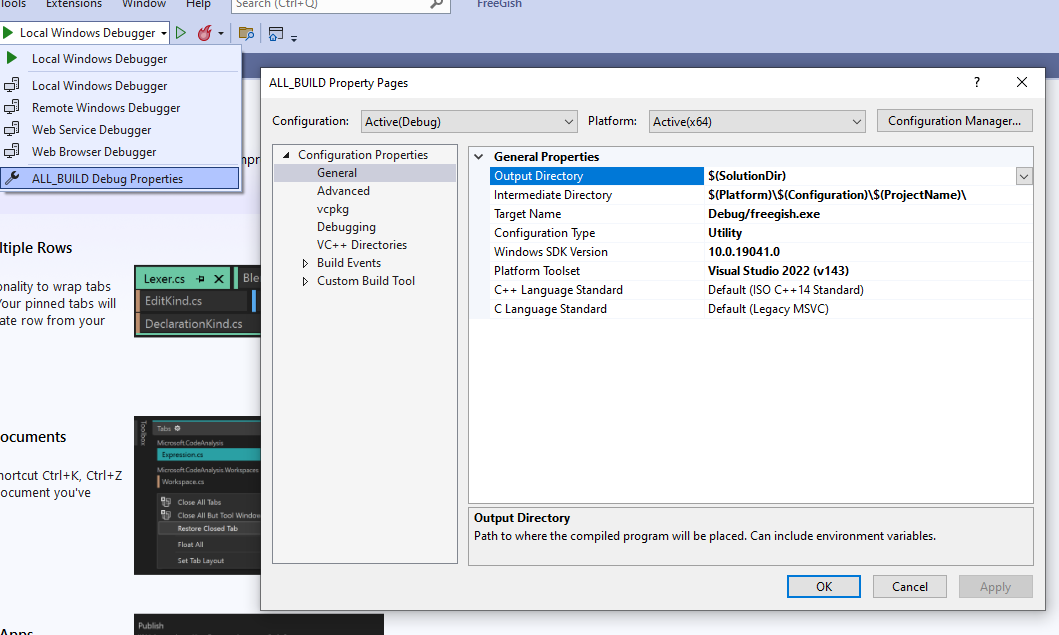 Tools Extensions Window Help Search (Ctrl+Q) FreeGish
Local Windows Debugger
Local Windows Debugger
Local Windows Debugger
Remote Windows Debugger
Web Service Debugger
Web Browser Debugger
ALL_BUILD Debug Properties
ltiple Rows
onality to wrap tabs
Your pinned tabs will
ate row from your
Lexer.cs
Ble
EditKind.cs
DeclarationKind.cs
ocuments
hortcut Ctrl+K, Ctrl+Z
ocument you've
Toolbox
Tabs
Microsoft.CodeAnalysis
Expression.cs
Microsoft.CodeAnalysis.Workspaces
Workspace.cs
Close All Tabs
Close All But Tool Window
Restore Closed Tab
Float All
Set Tab Layout
Apps
Publish
ALL_BUILD Property Pages ?
Configuration: Active(Debug) Platform: Active(x64) Configuration Manager...
Configuration Properties
General
Advanced
vcpkg
Debugging
VC++ Directories
Build Events
Custom Build Tool
General Properties
Output Directory $(SolutionDir)
Intermediate Directory $(Platform)\$(Configuration)\$(ProjectName)\
Target Name Debug/freegish.exe
Configuration Type Utility
Windows SDK Version 10.0.19041.0
Platform Toolset Visual Studio 2022 (v143)
C++ Language Standard Default (ISO C++14 Standard)
C Language Standard Default (Legacy MSVC)
Output Directory
Path to where the compiled program will be placed. Can include environment variables.
OK Cancel Apply